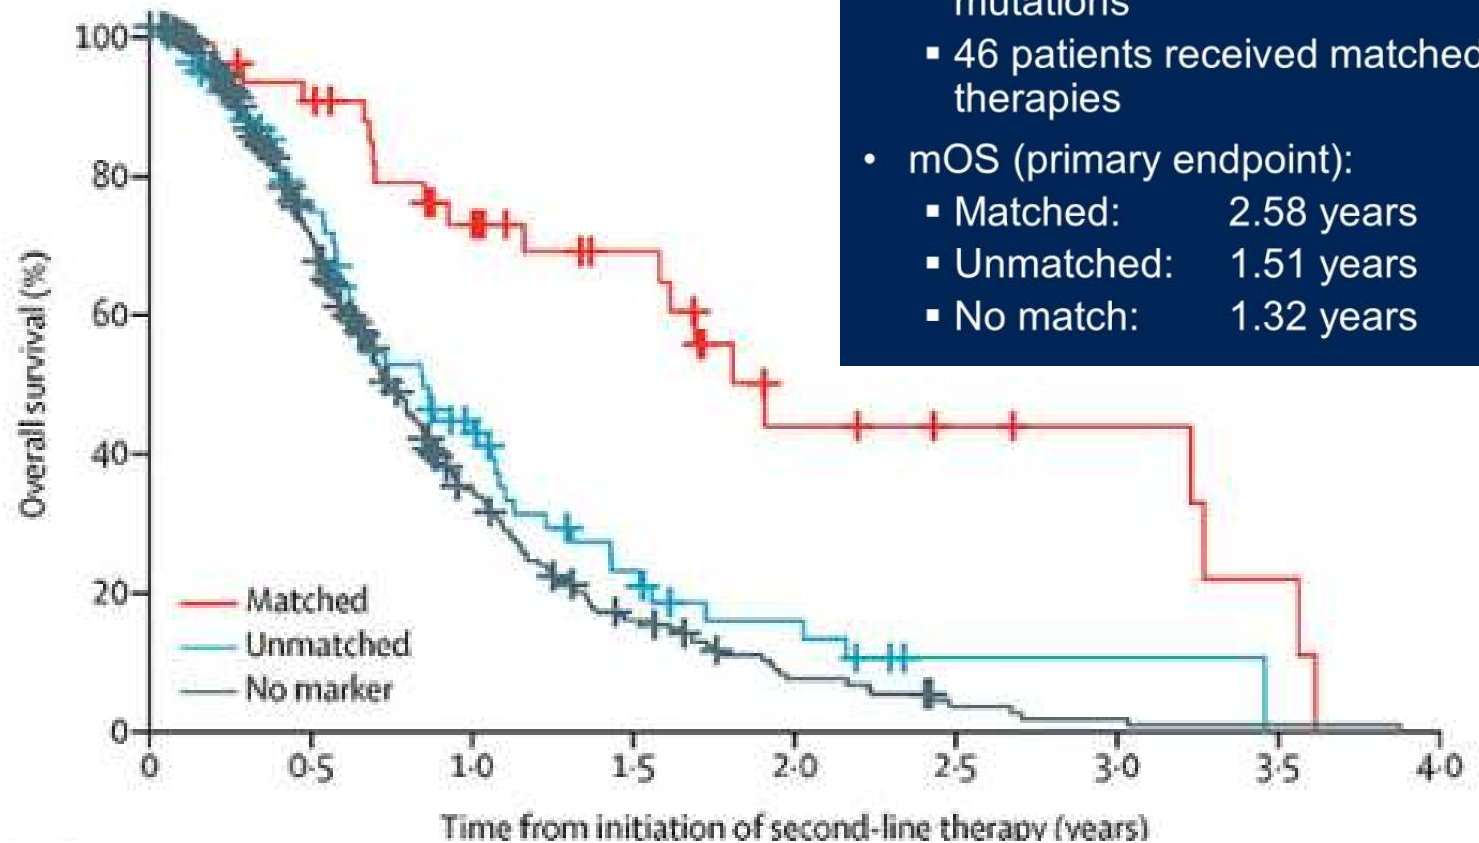 mutations
▪ 46 patients received matched
therapies
• mOS (primary endpoint):
▪ Matched: 2.58 years
▪ Unmatched: 1.51 years
▪ No match: 1.32 years
Overall survival (%)
100
80
60
40
20
0
Matched
Unmatched
No marker
0 0·5 1·0 1·5 2·0 2·5 3·0 3·5 4·0
Time from initiation of second-line therapy (years)